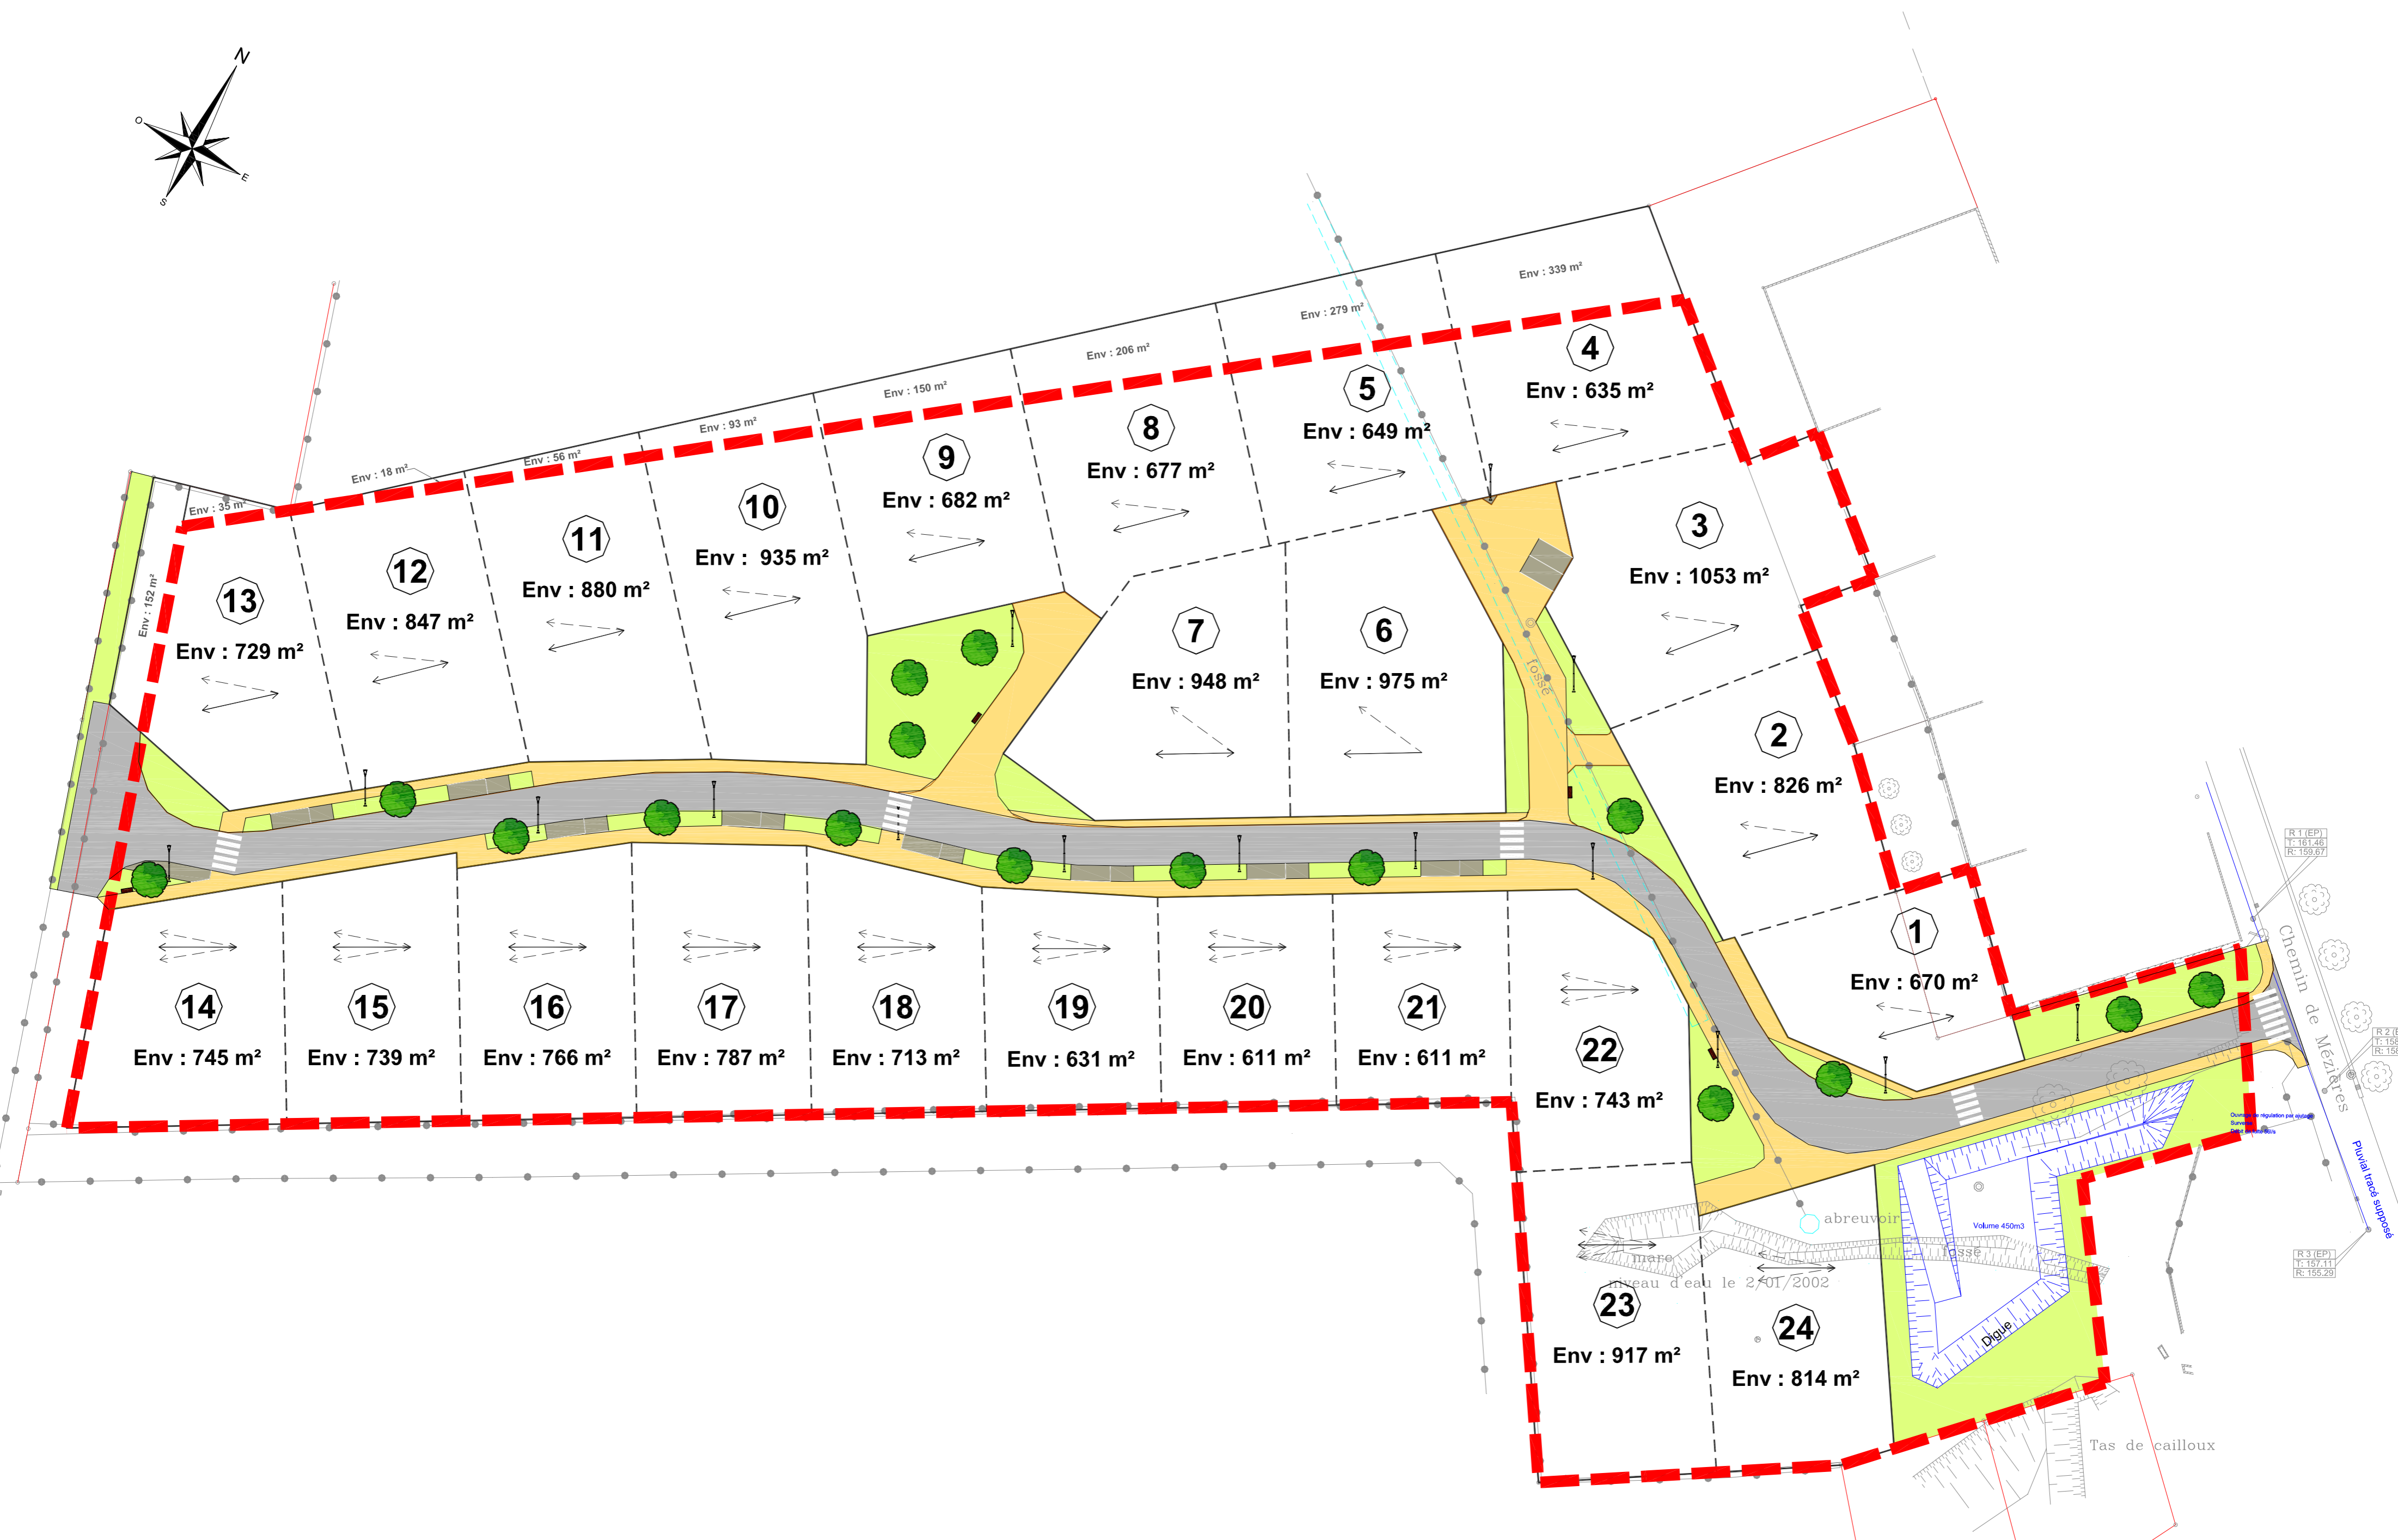 N
O
E
S
Env : 339 m²
Env : 279 m²
4
Env : 206 m²
Env : 635 m²
5
Env : 150 m²
Env : 649 m²
8
Env : 93 m²
Env : 677 m²
9
Env : 56 m²
Env : 682 m²
Env : 18 m²
10
Env : 935 m²
Env : 35 m²
11
Env : 880 m²
12
Env : 847 m²
13
Env : 729 m²
Env : 152 m²
3
Env : 1053 m²
7
Env : 948 m²
6
Env : 975 m²
fossé
2
Env : 826 m²
1
Env : 670 m²
R 1 (EP)
T: 161.46
R: 159.67
Chemin de Mézières
14
Env : 745 m²
15
Env : 739 m²
16
Env : 766 m²
17
Env : 787 m²
18
Env : 713 m²
19
Env : 631 m²
20
Env : 611 m²
21
Env : 611 m²
22
Env : 743 m²
Ouvrage de régulation par ajutage
Pluvial tracé supposé
abreuvoir
Volume 450m3
mare
fossé
niveau d'eau le 2/01/2002
R 3 (EP)
T: 157.11
R: 155.29
23
Env : 917 m²
24
Env : 814 m²
Digue
Tas de cailloux